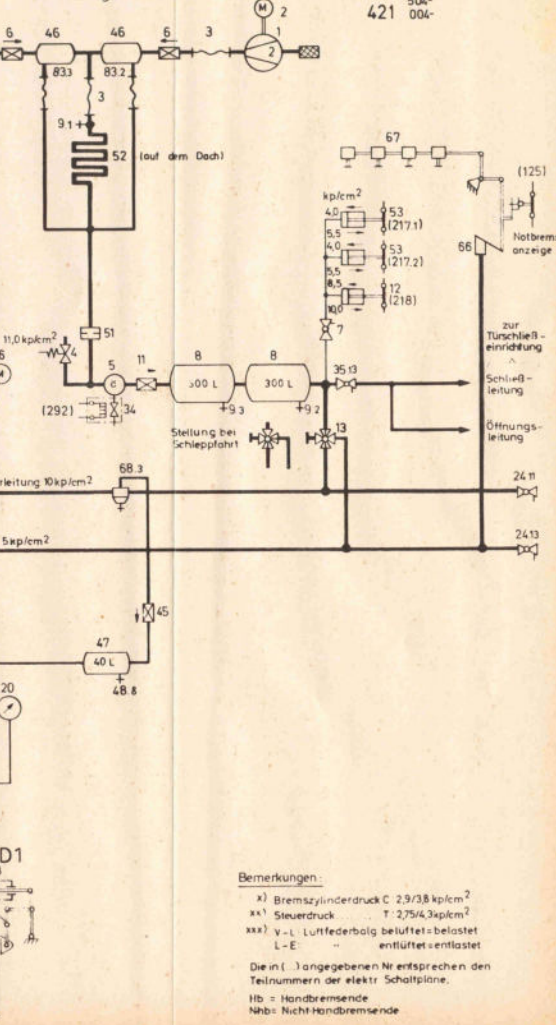 M 2
421 504-
004-
6 46 46 6 3 1
2
83.3 83.2
3
9.1
52 (auf dem Dach)
67
(125)
kp/cm²
4,0 53
5,5 (217.1)
4,0 53
5,5 (217.2)
8,5 12
10,0 (218)
7
66
Notbrem
anzeige
51
11,0 kp/cm²
4
6
M
5 11 8 8 35.13
300 L
9.3 9.2
(292) 34
Stellung bei
Schleppfahrt
13
zur
Türschließ-
einrichtung
Schließ-
leitung
Öffnungs-
leitung
68.3
rleitung 10kp/cm²
24.11
5kp/cm²
24.13
45
47
40 L
48.8
20
D1
Bemerkungen:
x) Bremszylinderdruck C 2,9/3,8 kp/cm²
xx) Steuerdruck ..... T: 2,75/4,3kp/cm²
xxx) V-L: Luftfederbalg belüftet=belastet
L-E: " entlüftet=entlastet
Die in (...) angegebenen Nr entsprechen den
Teilnummern der elektr Schaltpläne.
Hb = Handbremsende
Nhb= Nicht-Handbremsende